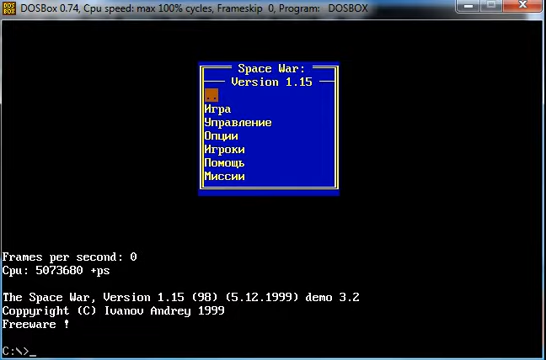 DOSBox 0.74, Cpu speed: max 100% cycles, Frameskip 0, Program: DOSBOX
Space War:
Version 1.15
..
Игра
Управление
Опции
Игроки
Помощь
Миссии
Frames per second: 0
Cpu: 5073680 +ps
The Space War, Version 1.15 (98) (5.12.1999) demo 3.2
Coppyright (C) Ivanov Andrey 1999
Freeware !
C:\>_